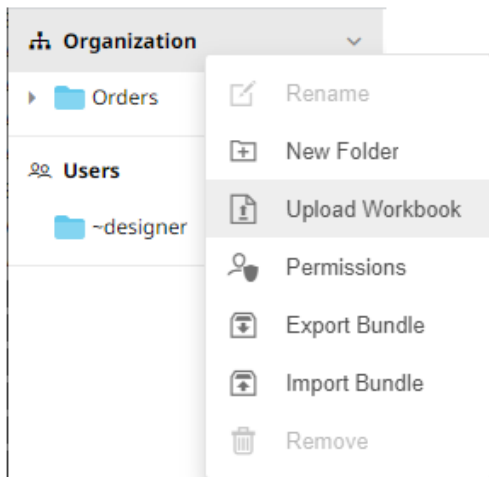 Organization
Orders
Users
~designer
Rename
New Folder
Upload Workbook
Permissions
Export Bundle
Import Bundle
Remove